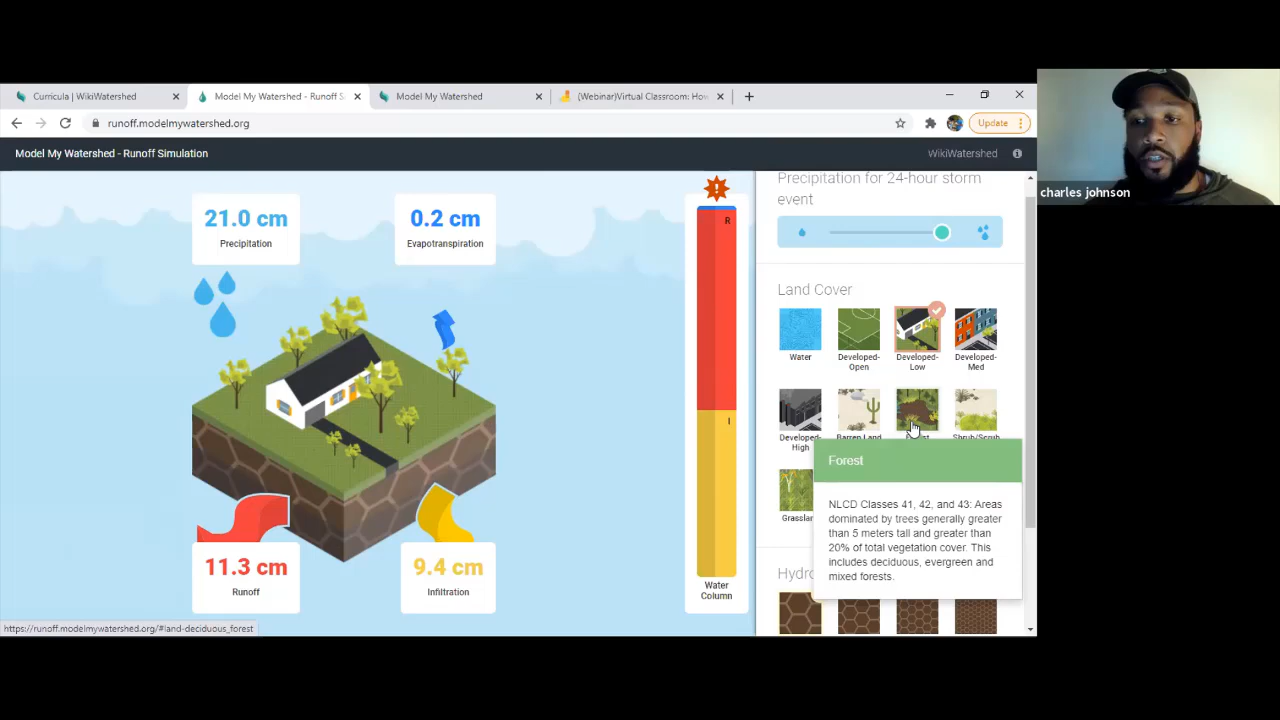 Curricula | WikiWatershed
Model My Watershed - Runoff S
Model My Watershed
(Webinar)Virtual Classroom: How
runoff.modelmywatershed.org
Update
Model My Watershed - Runoff Simulation
WikiWatershed
charles johnson
21.0 cm
Precipitation
0.2 cm
Evapotranspiration
11.3 cm
Runoff
9.4 cm
Infiltration
R
I
Water
Column
Precipitation for 24-hour storm
event
Land Cover
Water
Developed-
Open
Developed-
Low
Developed-
Med
Developed-
High
Barren Land
Forest
Shrub/Scrub
Grasslan
Forest
NLCD Classes 41, 42, and 43: Areas
dominated by trees generally greater
than 5 meters tall and greater than
20% of total vegetation cover. This
includes deciduous, evergreen and
mixed forests.
Hydro
https://runoff.modelmywatershed.org/#land-deciduous_forest